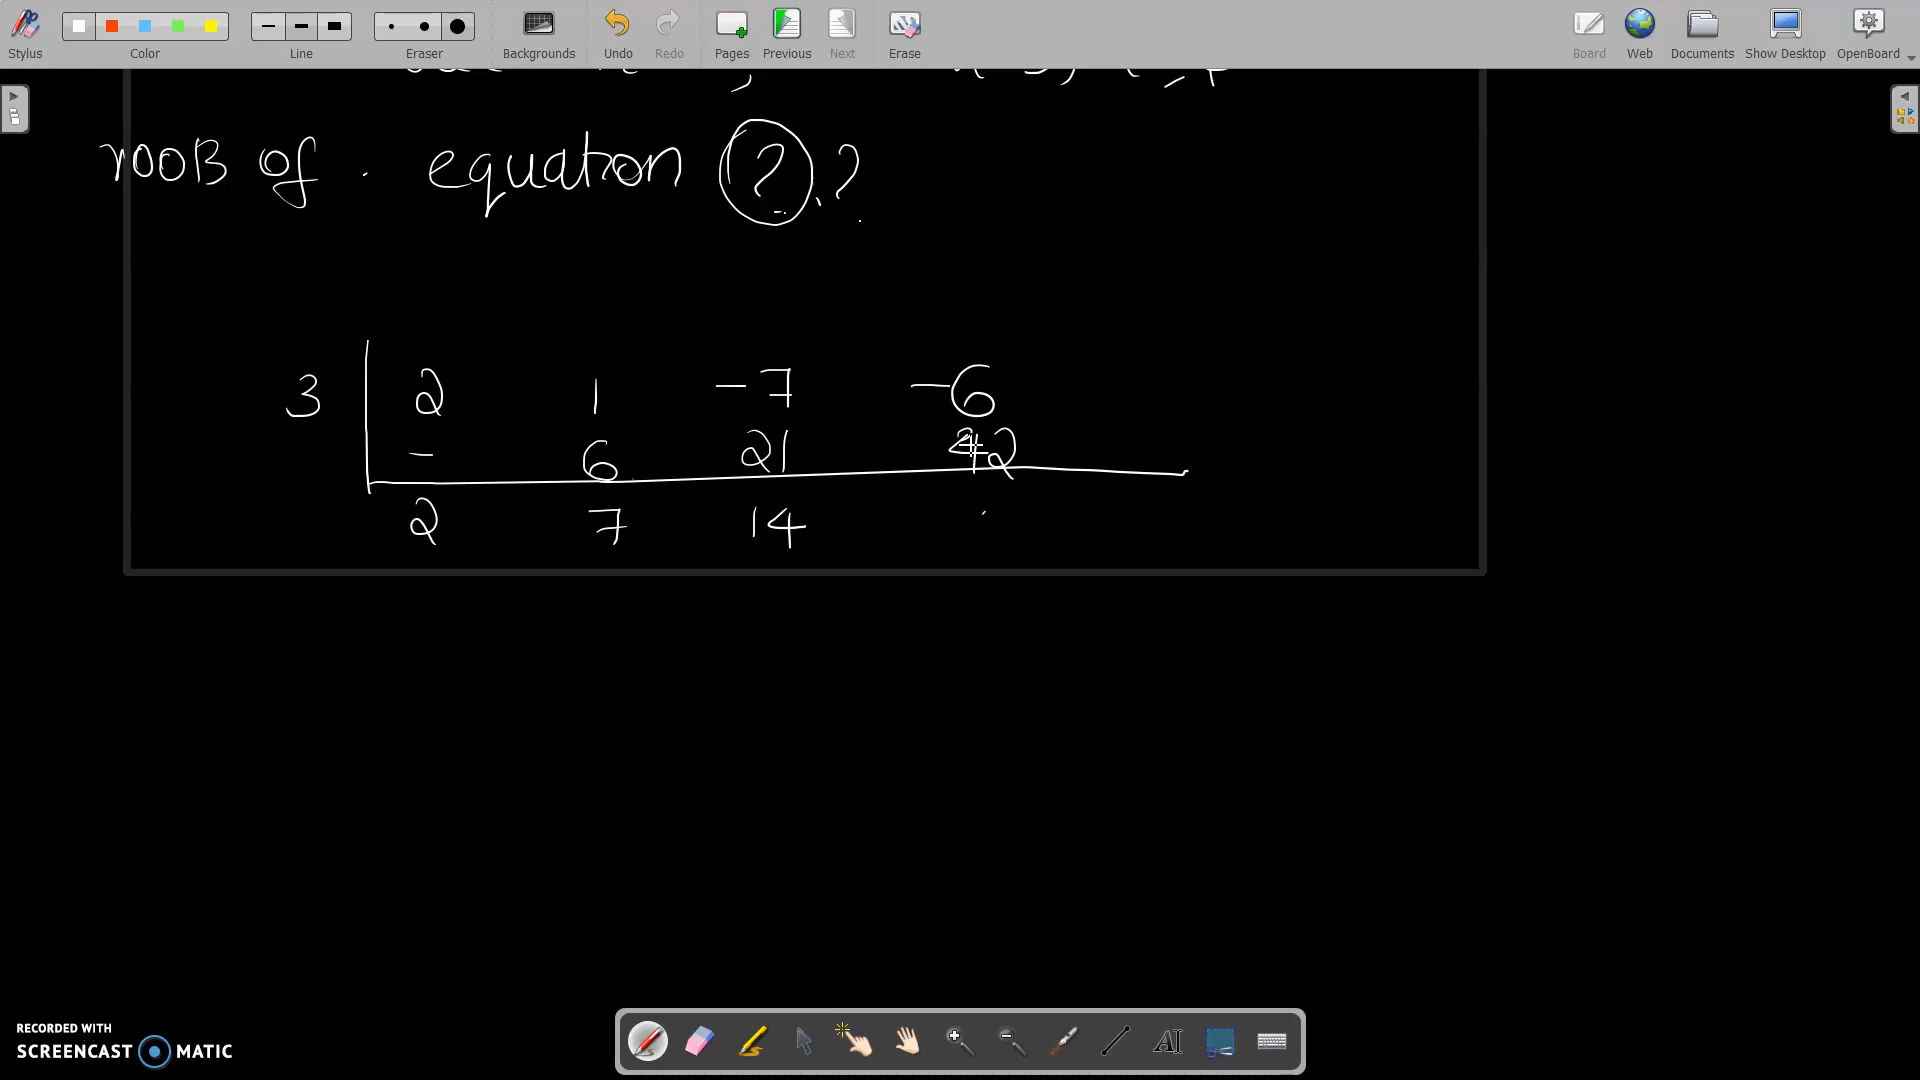 Stylus Color Line Eraser Backgrounds Undo Redo Pages Previous Next Erase Board Web Documents Show Desktop OpenBoard
roots of . equation ? . ?
3 2 1 -7 -6
- 6 21 42
2 7 14
RECORDED WITH
SCREENCAST MATIC
AI